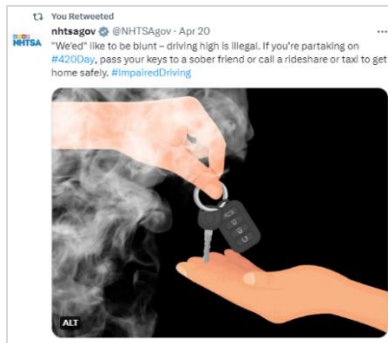 You Retweeted
nhtsagov @NHTSAgov · Apr 20
NHTSA
"We'ed" like to be blunt – driving high is illegal. If you're partaking on
#420Day, pass your keys to a sober friend or call a rideshare or taxi to get
home safely. #ImpairedDriving
ALT